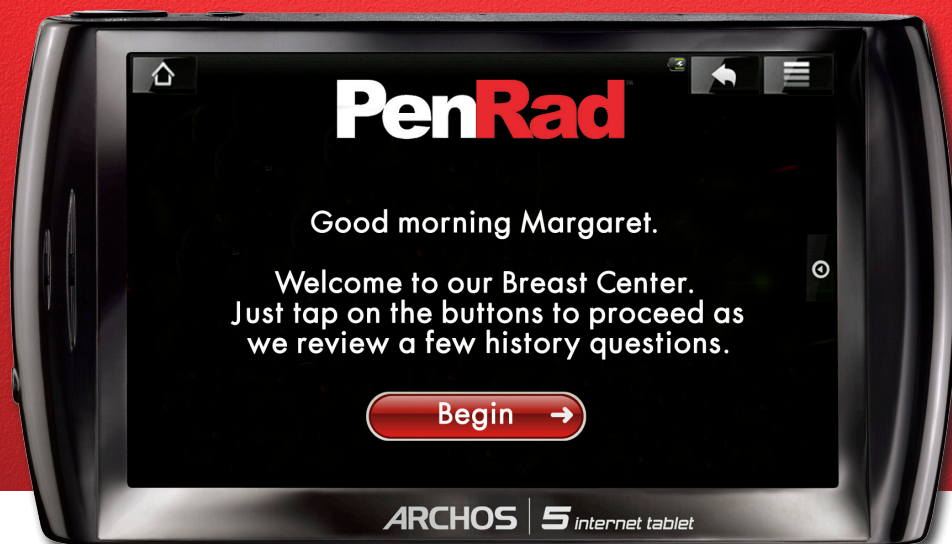 PenRad
Good morning Margaret.
Welcome to our Breast Center.
Just tap on the buttons to proceed as
we review a few history questions.
Begin
ARCHOS 5 internet tablet